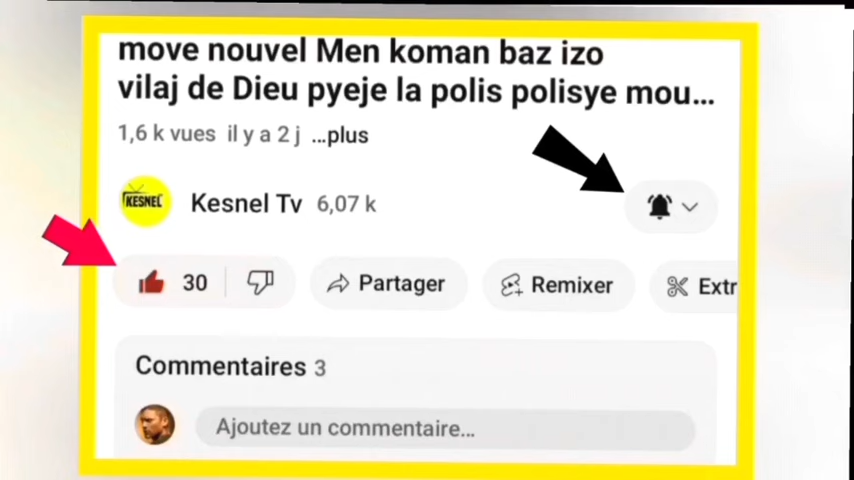 move nouvel Men koman baz izo
vilaj de Dieu pyeje la polis polisye mou...
1,6 k vues il y a 2 j ...plus
KESNEL
Kesnel Tv 6,07 k
30 Partager Remixer Extr
Commentaires 3
Ajoutez un commentaire...